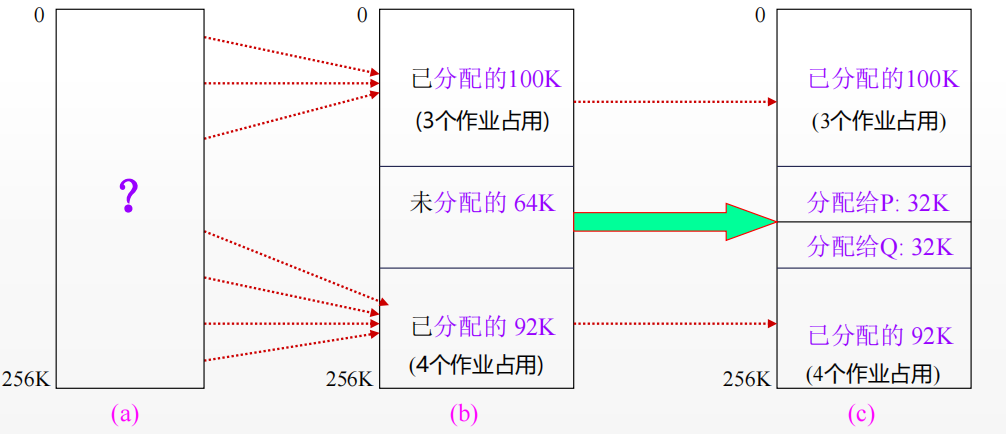 0
?
256K
(a)
0
已分配的100K
(3个作业占用)
未分配的 64K
已分配的 92K
(4个作业占用)
256K
(b)
0
已分配的100K
(3个作业占用)
分配给P: 32K
分配给Q: 32K
已分配的 92K
(4个作业占用)
256K
(c)